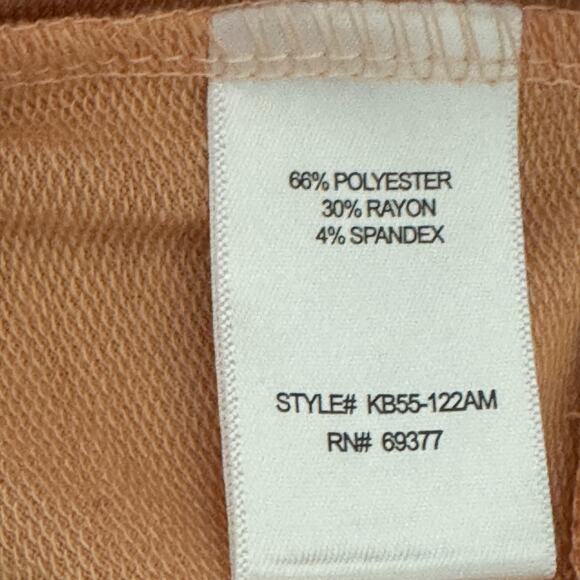 66% POLYESTER
30% RAYON
4% SPANDEX
STYLE# KB55-122AM
RN# 69377